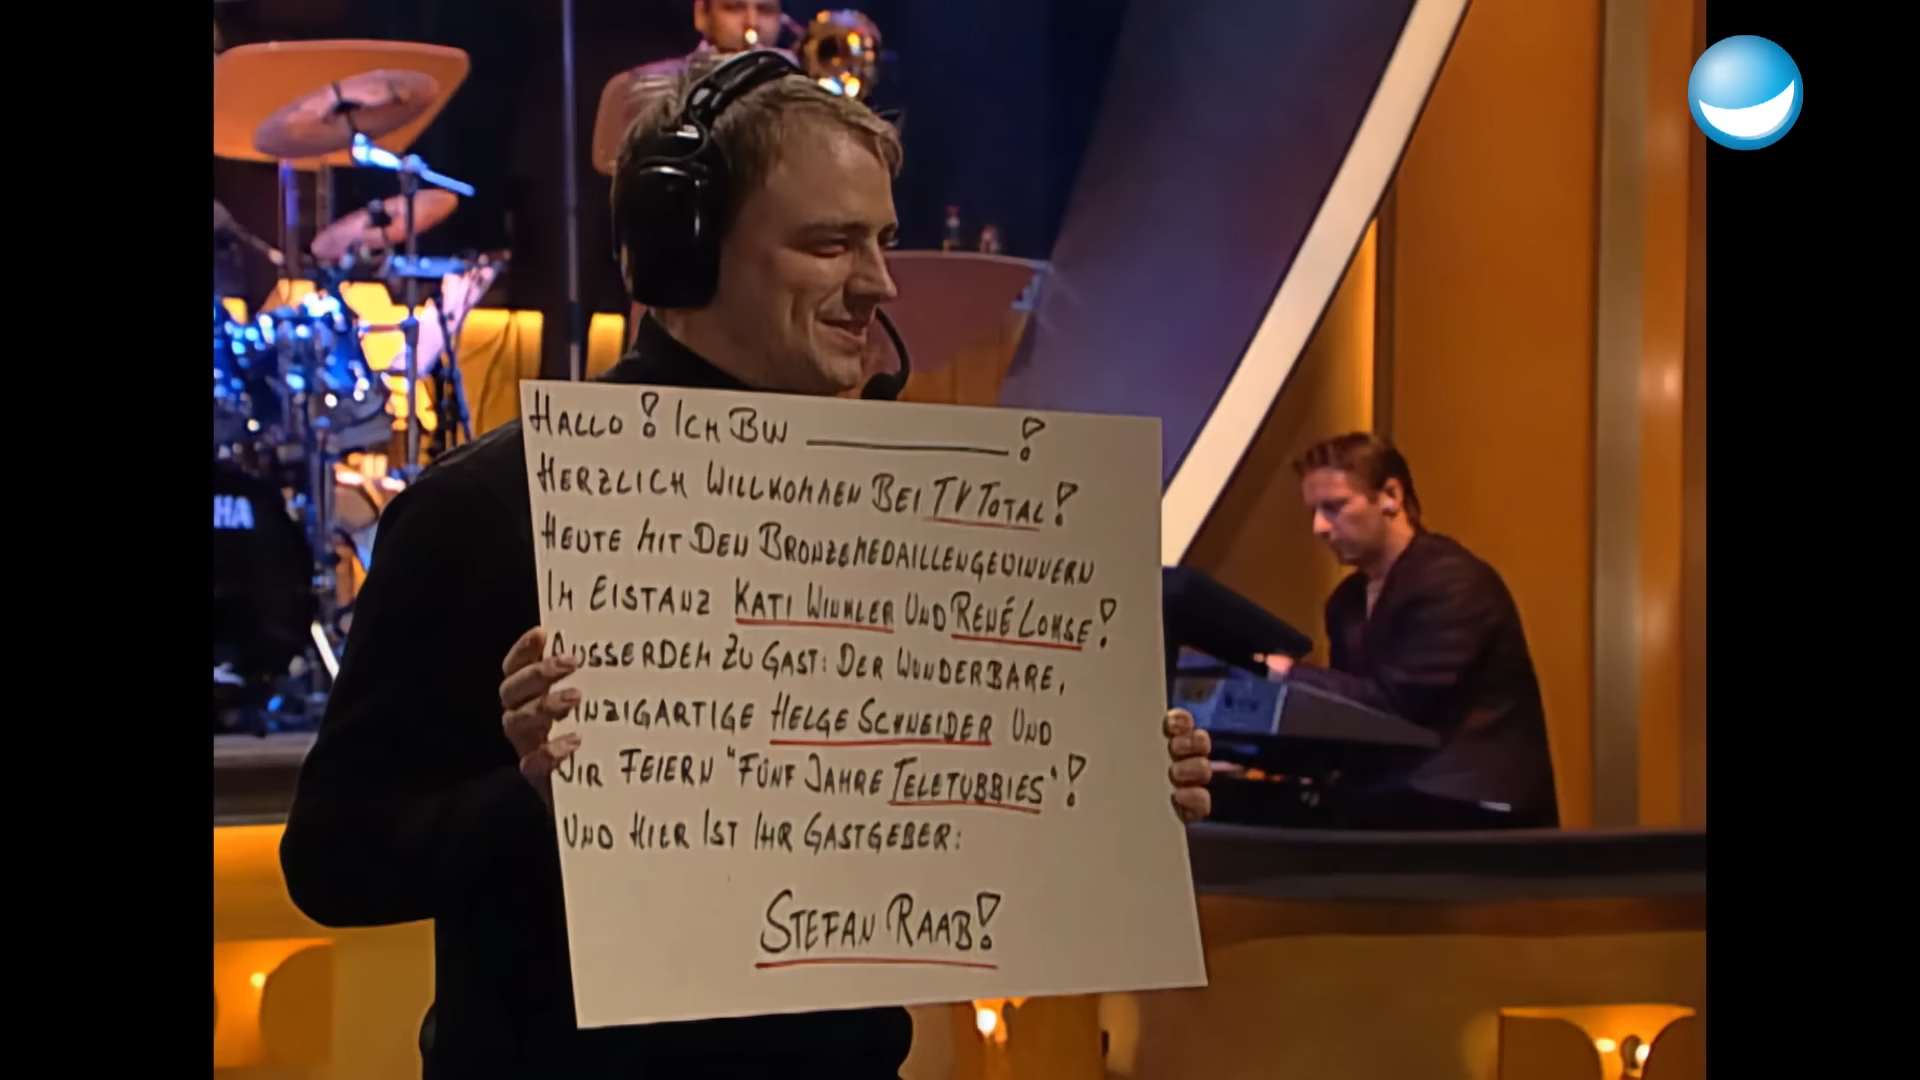 HALLO! ICH BIN __________!
HERZLICH WILLKOMMEN BEI TV TOTAL!
HEUTE MIT DEN BRONZEMEDAILLENGEWINNERN
IM EISTANZ KATI WINKLER UND RENÉ LOHSE!
AUSSERDEM ZU GAST: DER WUNDERBARE,
EINZIGARTIGE HELGE SCHNEIDER UND
WIR FEIERN "FÜNF JAHRE TELETUBBIES"!
UND HIER IST IHR GASTGEBER:
STEFAN RAAB!
HA